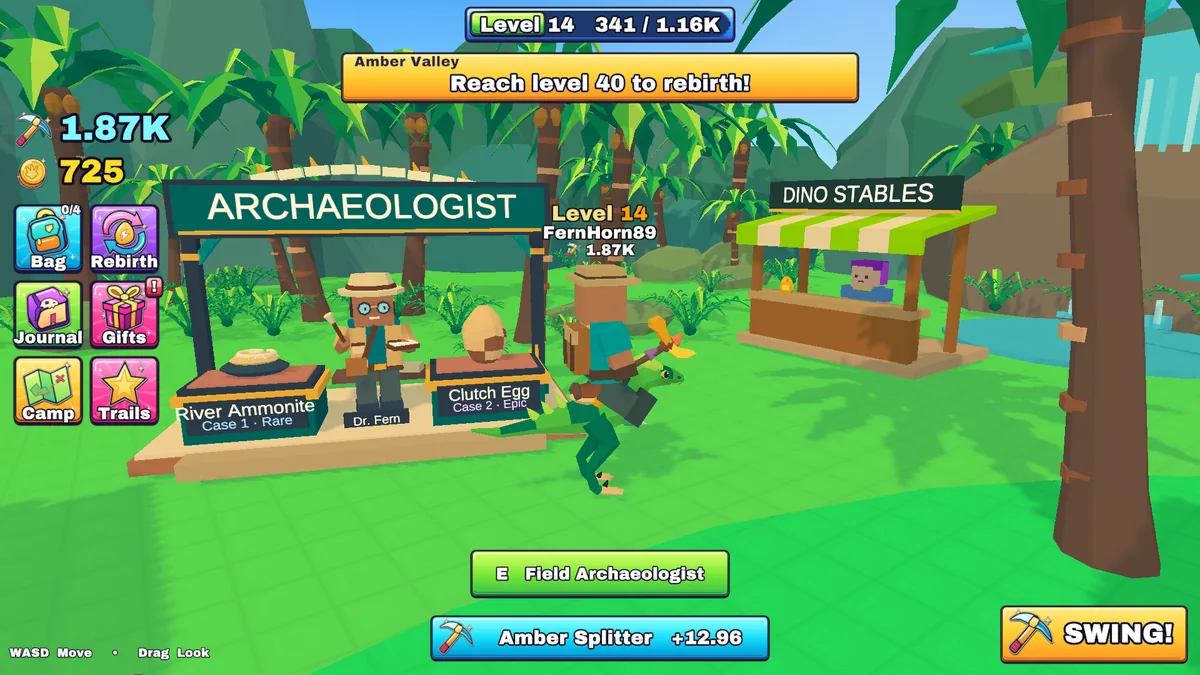 Level 14 341 / 1.16K
Amber Valley
Reach level 40 to rebirth!
1.87K
725
0/4
Bag
Rebirth
Journal
!
Gifts
Camp
Trails
ARCHAEOLOGIST
River Ammonite
Case 1 · Rare
Dr. Fern
Clutch Egg
Case 2 · Epic
Level 14
FernHorn89
1.87K
DINO STABLES
E Field Archaeologist
Amber Splitter +12.96
SWING!
WASD Move • Drag Look